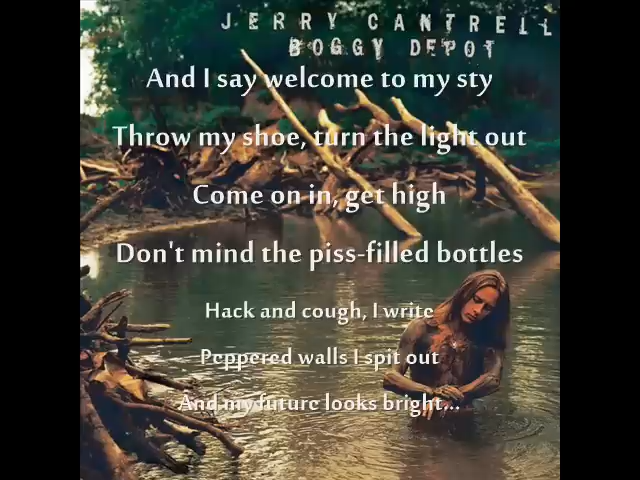 JERRY CANTRELL
BOGGY DEPOT
And I say welcome to my sty
Throw my shoe, turn the light out
Come on in, get high
Don't mind the piss-filled bottles
Hack and cough, I write
Peppered walls I spit out
And my future looks bright...